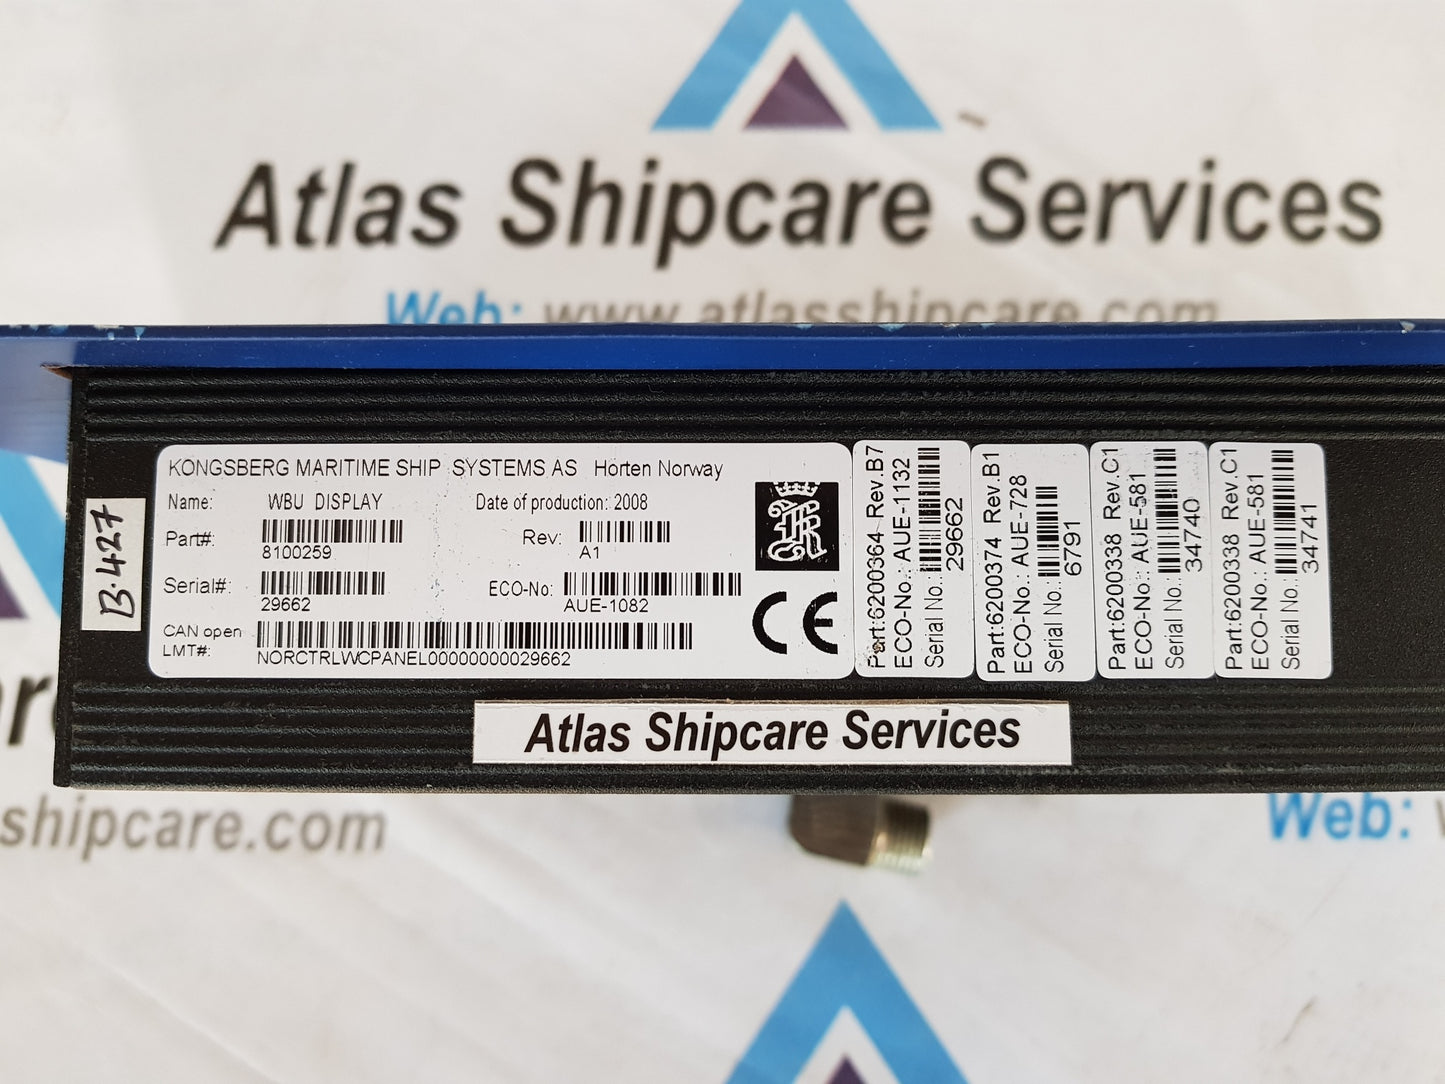 Atlas Shipcare Services
Web: www.atlasshipcare.com
KONGSBERG MARITIME SHIP SYSTEMS AS Horten Norway
Name: WBU DISPLAY Date of production: 2008
Part#: 8100259 Rev: A1
Serial#: 29662 ECO-No: AUE-1082
CAN open
LMT#: NORCTRLWCPANEL00000000029662
CE
B.427
Part:6200364 Rev.B7
ECO-No.: AUE-1132
Serial No.: 29662
Part:6200374 Rev.B1
ECO-No.: AUE-728
Serial No.: 6791
Part:6200338 Rev.C1
ECO-No.: AUE-581
Serial No.: 34740
Part:6200338 Rev.C1
ECO-No.: AUE-581
Serial No.: 34741
Atlas Shipcare Services
shipcare.com
Web: